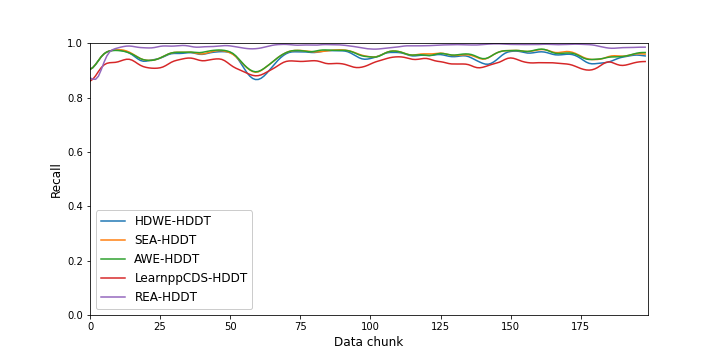 1.0
0.8
0.6
0.4
0.2
0.0
Recall
HDWE-HDDT
SEA-HDDT
AWE-HDDT
LearnppCDS-HDDT
REA-HDDT
0 25 50 75 100 125 150 175
Data chunk